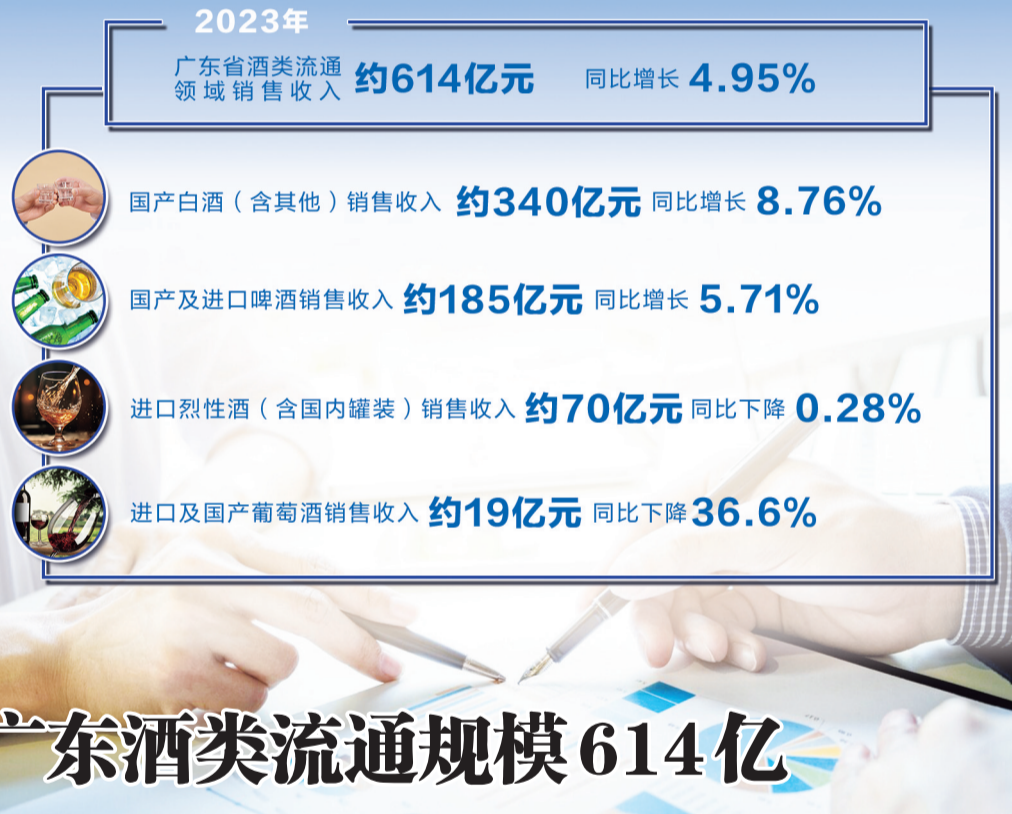 2023年
广东省酒类流通
领域销售收入
约614亿元 同比增长 4.95%
国产白酒（含其他）销售收入 约340亿元 同比增长 8.76%
国产及进口啤酒销售收入 约185亿元 同比增长 5.71%
进口烈性酒（含国内罐装）销售收入 约70亿元 同比下降 0.28%
进口及国产葡萄酒销售收入 约19亿元 同比下降36.6%
广东酒类流通规模614亿